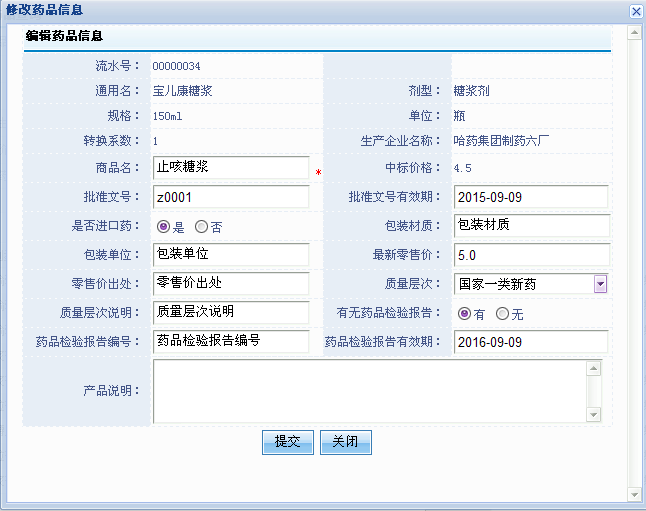 修改药品信息
编辑药品信息
流水号： 00000034
通用名： 宝儿康糖浆 剂型： 糖浆剂
规格： 150ml 单位： 瓶
转换系数： 1 生产企业名称： 哈药集团制药六厂
商品名： 止咳糖浆 * 中标价格： 4.5
批准文号： z0001 批准文号有效期： 2015-09-09
是否进口药： 是 否 包装材质： 包装材质
包装单位： 包装单位 最新零售价： 5.0
零售价出处： 零售价出处 质量层次： 国家一类新药
质量层次说明： 质量层次说明 有无药品检验报告： 有 无
药品检验报告编号： 药品检验报告编号 药品检验报告有效期： 2016-09-09
产品说明：
提交 关闭